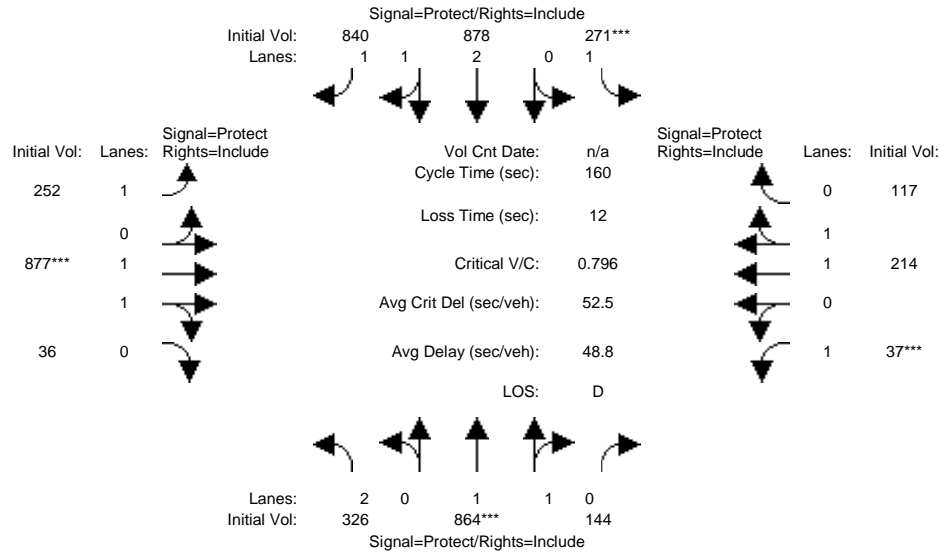 Signal=Protect/Rights=Include
Initial Vol: 840 878 271***
Lanes: 1 1 2 0 1
Signal=Protect
Initial Vol: Lanes: Rights=Include
Vol Cnt Date: n/a
Signal=Protect
Rights=Include Lanes: Initial Vol:
Cycle Time (sec): 160
252 1
0 117
Loss Time (sec): 12
0
1
877*** 1
Critical V/C: 0.796
1 214
1
Avg Crit Del (sec/veh): 52.5
0
36 0
Avg Delay (sec/veh): 48.8
1 37***
LOS: D
Lanes: 2 0 1 1 0
Initial Vol: 326 864*** 144
Signal=Protect/Rights=Include